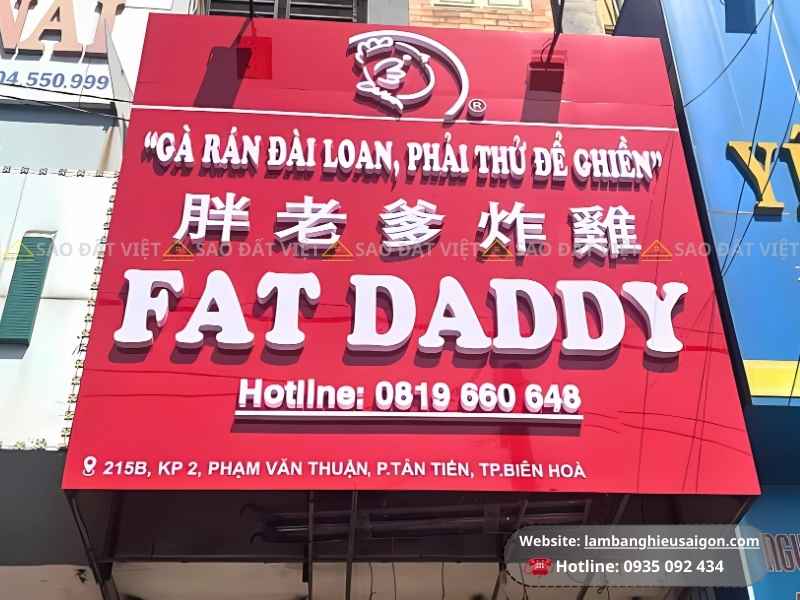 04.550.999
®
“GÀ RÁN ĐÀI LOAN, PHẢI THỬ ĐỂ GHIỀN”
胖老爹炸雞
SAO ĐẤT VIỆT SAO ĐẤT VIỆT SAO ĐẤT VIỆT SAO ĐẤT VIỆT
FAT DADDY
Hotline: 0819 660 648
215B, KP 2, PHẠM VĂN THUẬN, P.TÂN TIẾN, TP.BIÊN HOÀ
Website: lambanghieusaigon.com
Hotline: 0935 092 434